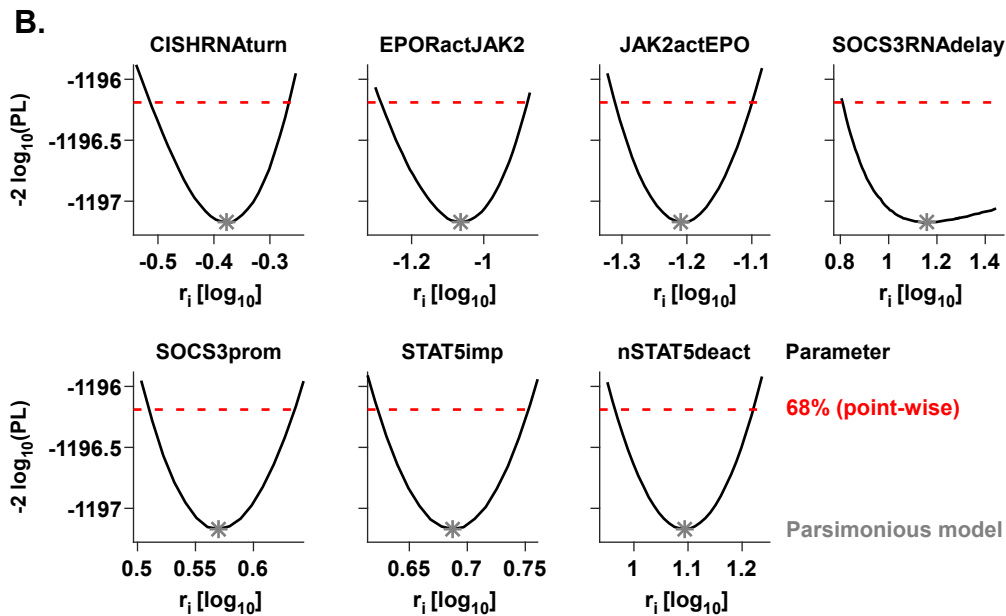 B.
CISHRNAturn
EPORactJAK2
JAK2actEPO
SOCS3RNAdelay
-2 log10(PL)
-1196
-1196.5
-1197
-0.5 -0.4 -0.3
-1.2 -1
-1.3 -1.2 -1.1
0.8 1 1.2 1.4
ri [log10]
ri [log10]
ri [log10]
ri [log10]
SOCS3prom
STAT5imp
nSTAT5deact
Parameter
-2 log10(PL)
-1196
-1196.5
-1197
68% (point-wise)
Parsimonious model
0.5 0.55 0.6
0.65 0.7 0.75
1 1.1 1.2
ri [log10]
ri [log10]
ri [log10]